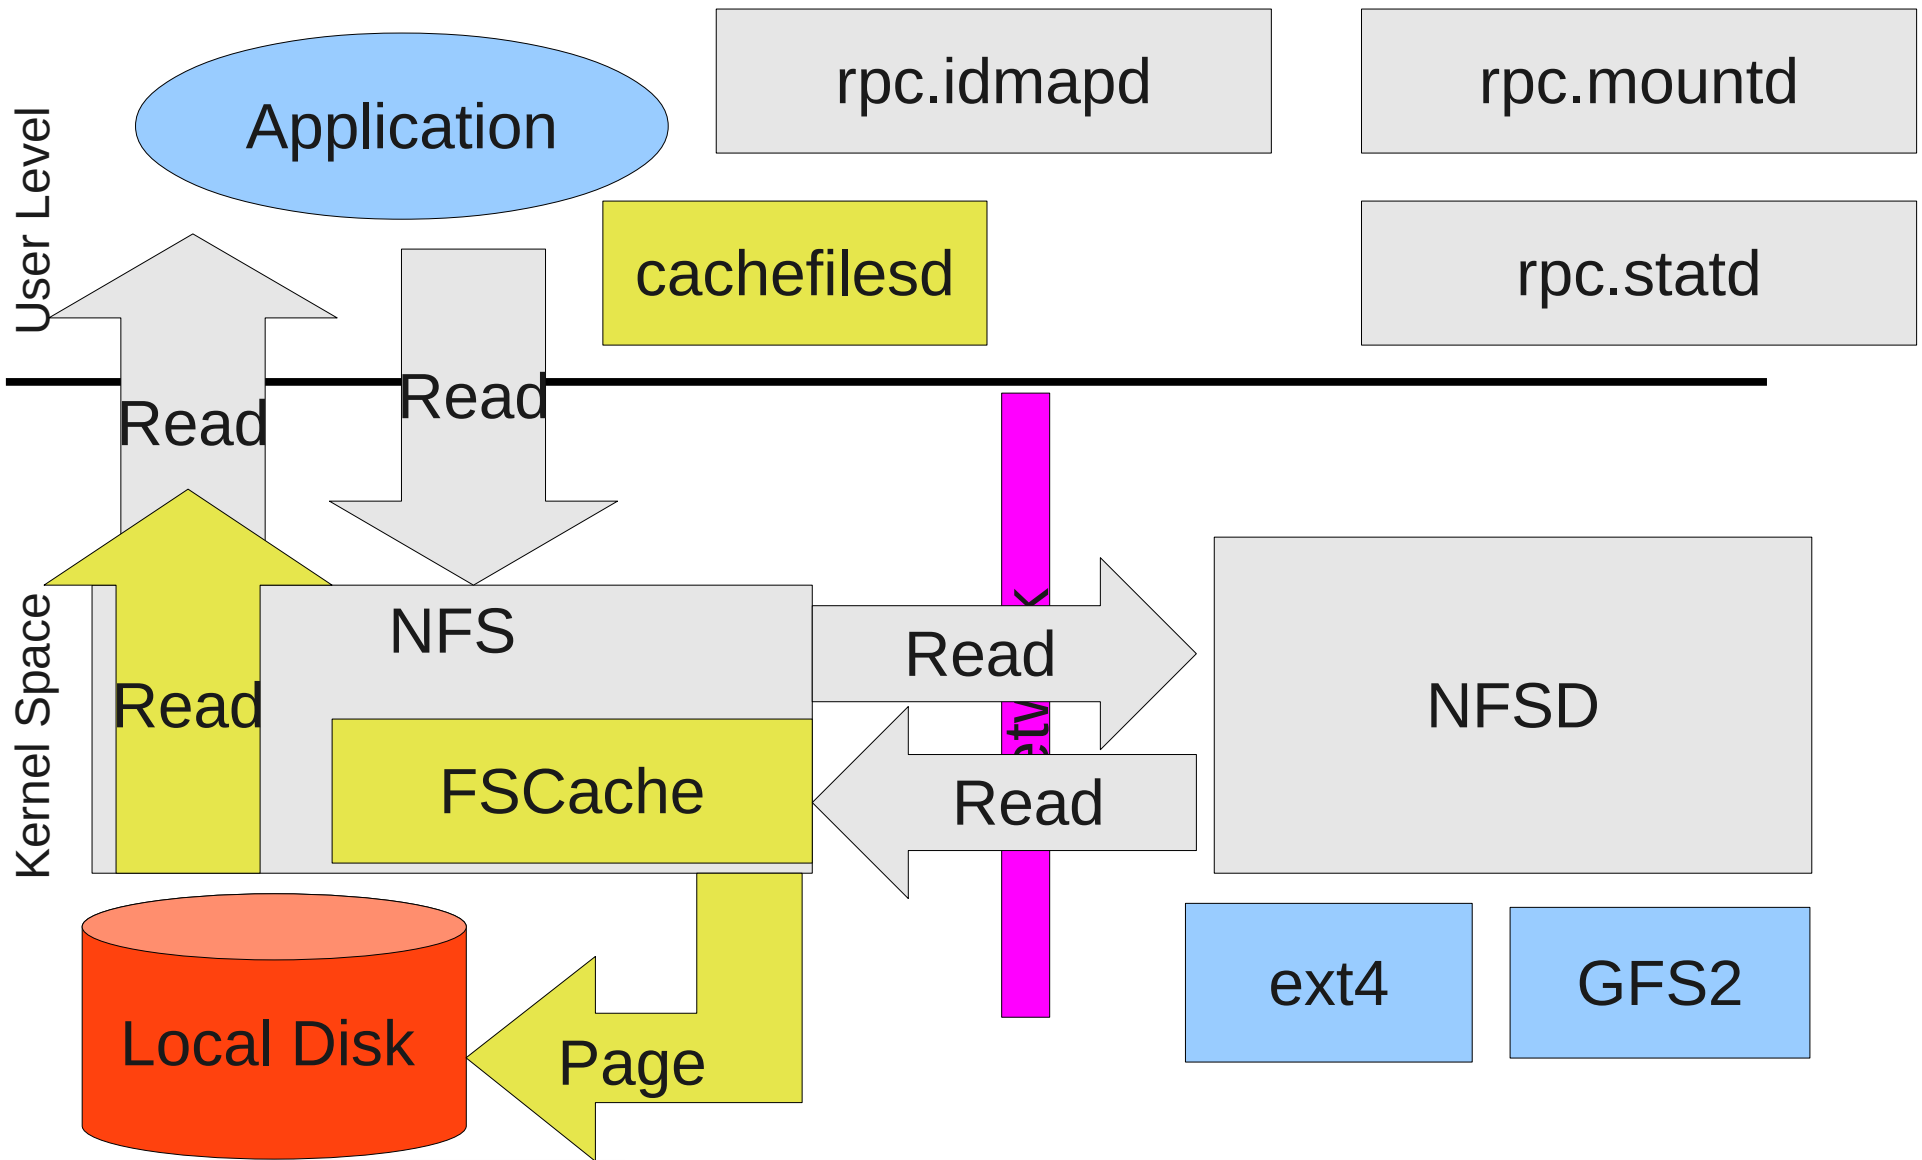 rpc.idmapd
rpc.mountd
Application
User Level
cachefilesd
rpc.statd
Read
Read
NFS
Read
Kernel Space
Read
NFSD
FSCache
Read
ext4
GFS2
Local Disk
Page